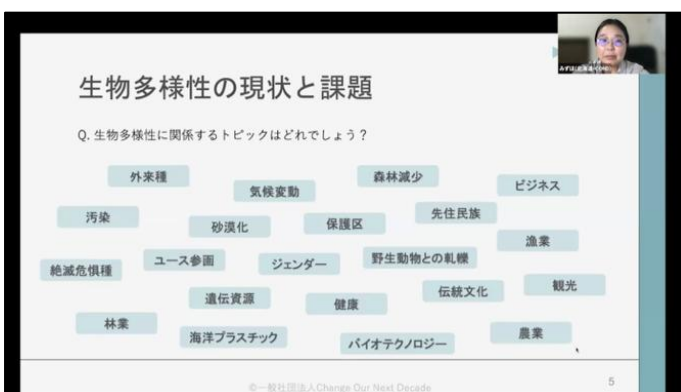 生物多様性の現状と課題
Q. 生物多様性に関係するトピックはどれでしょう？
外来種
気候変動
森林減少
ビジネス
汚染
砂漠化
保護区
先住民族
漁業
絶滅危惧種
ユース参画
ジェンダー
野生動物との軋轢
遺伝資源
健康
伝統文化
観光
林業
海洋プラスチック
バイオテクノロジー
農業
©一般社団法人Change Our Next Decade
5